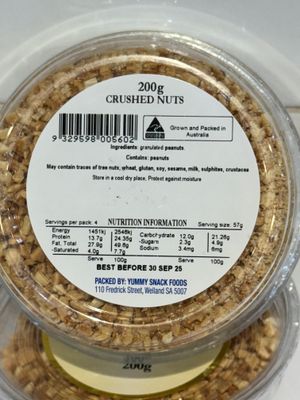 200g
CRUSHED NUTS
9 329598 005602
Grown and Packed in
Australia
Ingredients: granulated peanuts.
Contains: peanuts
May contain traces of tree nuts, wheat, gluton, soy, sesame, milk, sulphites, crustacea
Store in a cool dry place, Protect against moisture
Servings per pack: 4 NUTRITION INFORMATION Serving size: 57g
Energy 1451kj 2546kj Carbohydrate 12.0g 21.26g
Protein 13.7g 24.35g -Sugars 2.3g 4.9g
Fat. Total 27.9g 49.8g Sodium 3.4mg 6mg
-Saturated 4.0g 7.7g
Serve 100g Serve 100g
BEST BEFORE 30 SEP 25
PACKED BY: YUMMY SNACK FOODS
110 Fredrick Street, Welland SA 5007
200g